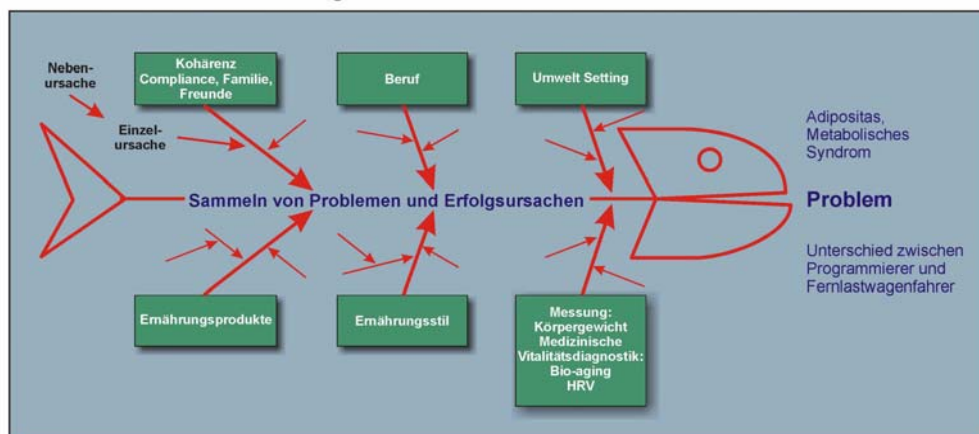 Neben-
ursache
Einzel-
ursache
Kohärenz
Compliance, Familie,
Freunde
Beruf
Umwelt Setting
Adipositas,
Metabolisches
Syndrom
Sammeln von Problemen und Erfolgsursachen
Problem
Unterschied zwischen
Programmierer und
Fernlastwagenfahrer
Ernährungsprodukte
Ernährungsstil
Messung:
Körpergewicht
Medizinische
Vitalitätsdiagnostik:
Bio-aging
HRV